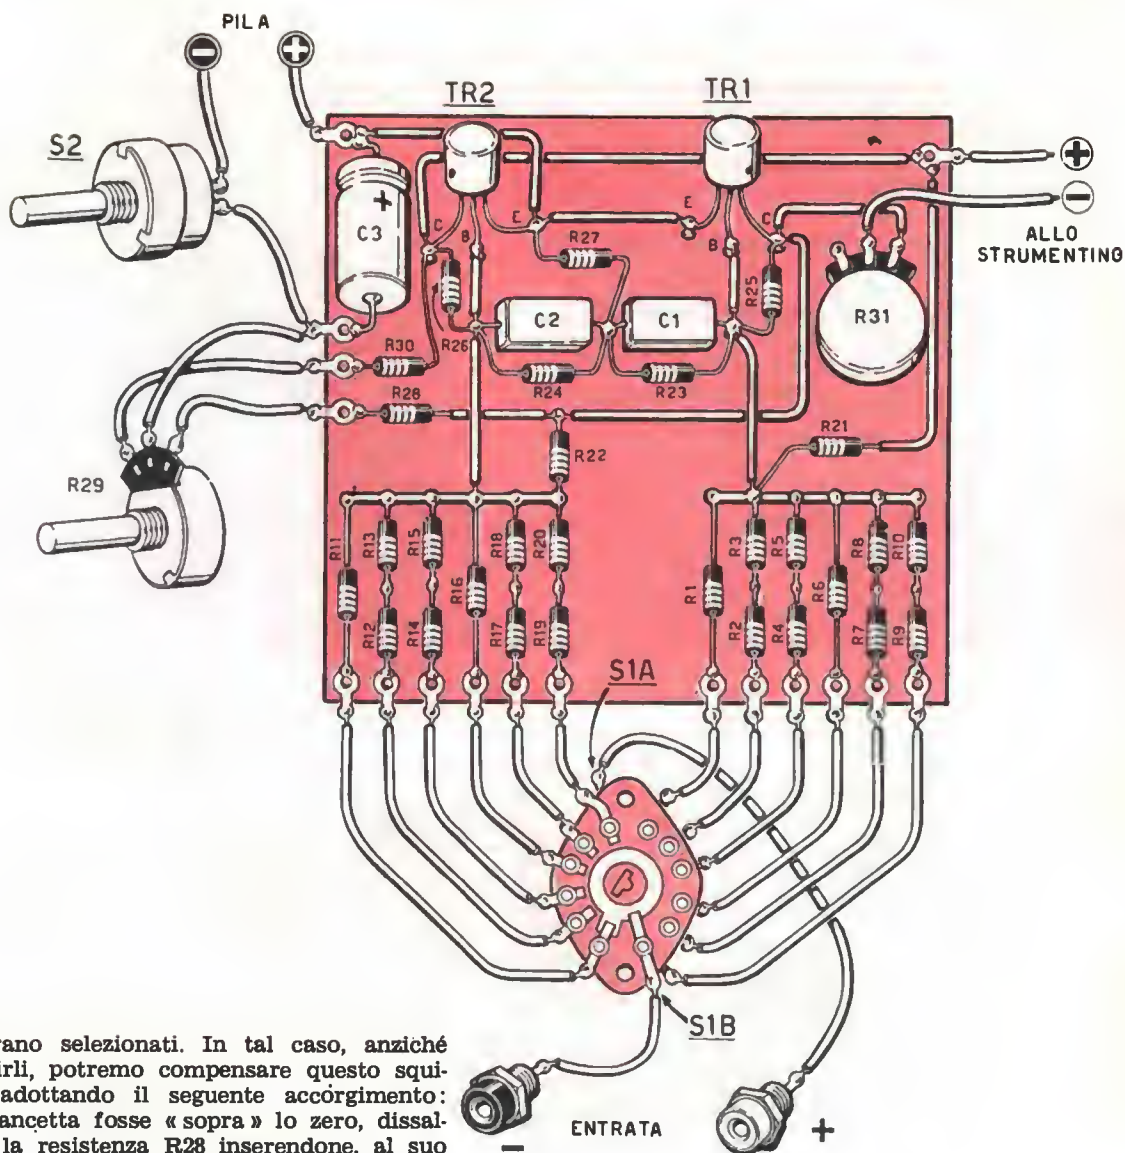 PILA
−
+
S2
TR2
TR1
+
−
ALLO
STRUMENTINO
+
C3
E
E
C
B
B
C
R27
R25
C2
C1
R31
R30
R26
R24
R23
R28
R21
R22
R29
R11
R13
R15
R16
R18
R20
R1
R3
R5
R6
R8
R10
R12
R14
R17
R19
R2
R4
R7
R9
S1A
S1B
ENTRATA
−
+
rano selezionati. In tal caso, anziché
irli, potremo compensare questo squi-
adottando il seguente accorgimento:
ancetta fosse « sopra » lo zero, dissal-
la resistenza R28 inserendone, al suo